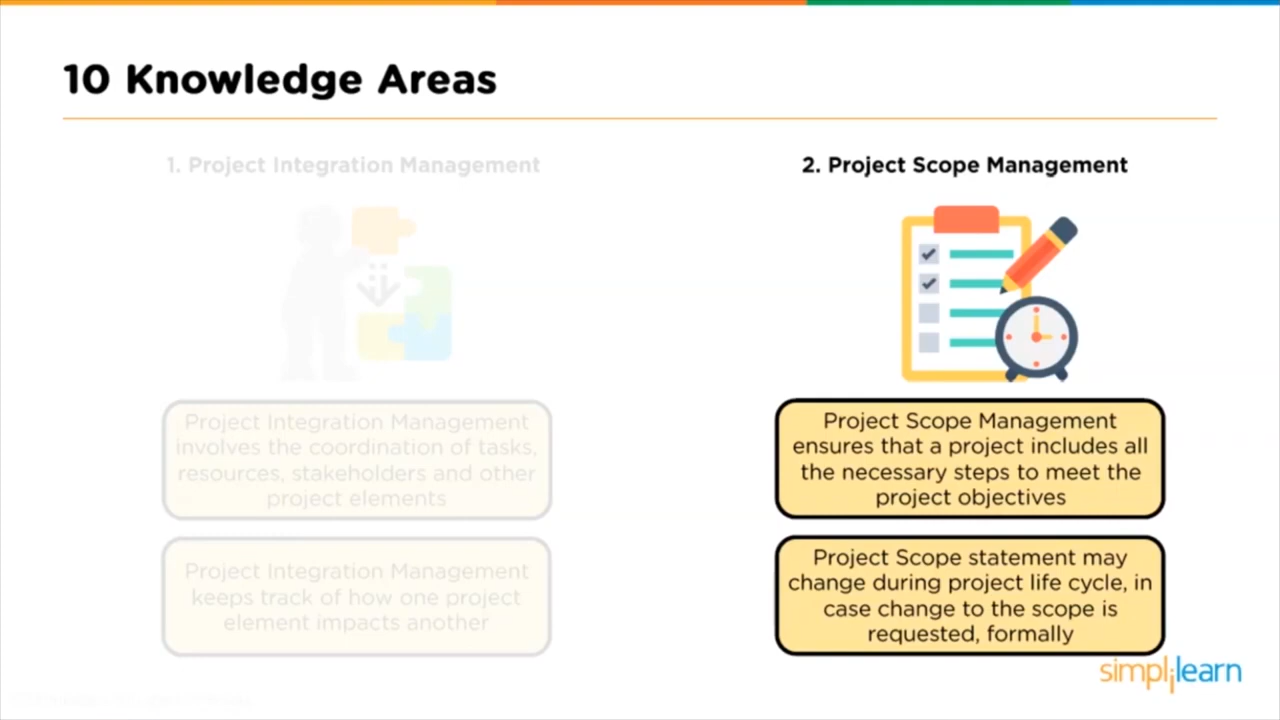 10 Knowledge Areas
1. Project Integration Management
Project Integration Management
involves the coordination of tasks,
resources, stakeholders and other
project elements
Project Integration Management
keeps track of how one project
element impacts another
2. Project Scope Management
Project Scope Management
ensures that a project includes all
the necessary steps to meet the
project objectives
Project Scope statement may
change during project life cycle, in
case change to the scope is
requested, formally
simplilearn